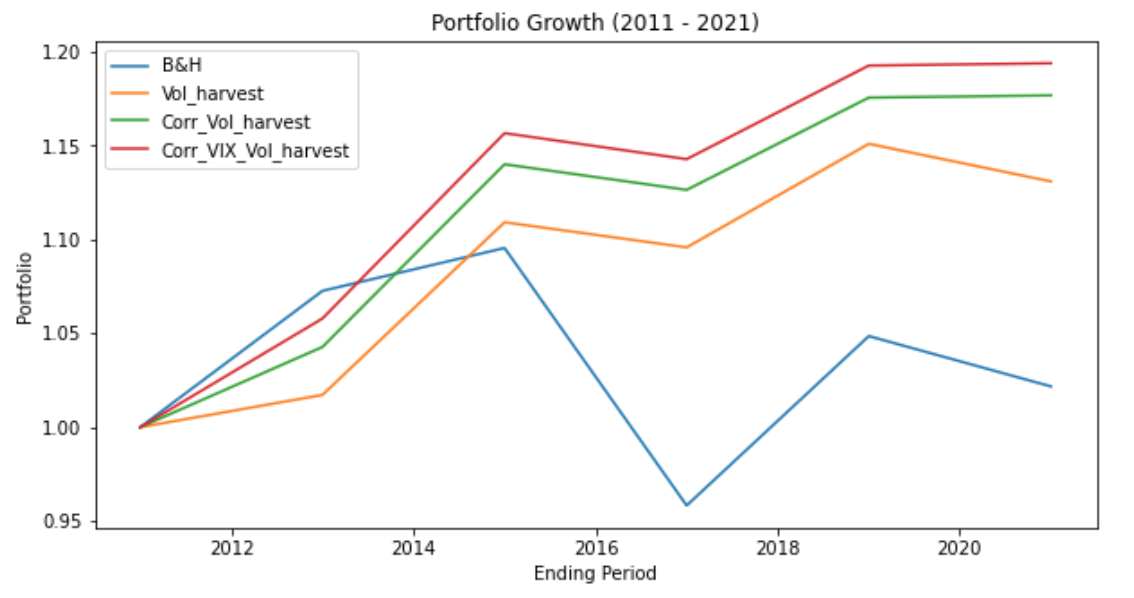 Portfolio Growth (2011 - 2021)
B&H
Vol_harvest
Corr_Vol_harvest
Corr_VIX_Vol_harvest
1.20
1.15
1.10
1.05
1.00
0.95
Portfolio
2012 2014 2016 2018 2020
Ending Period